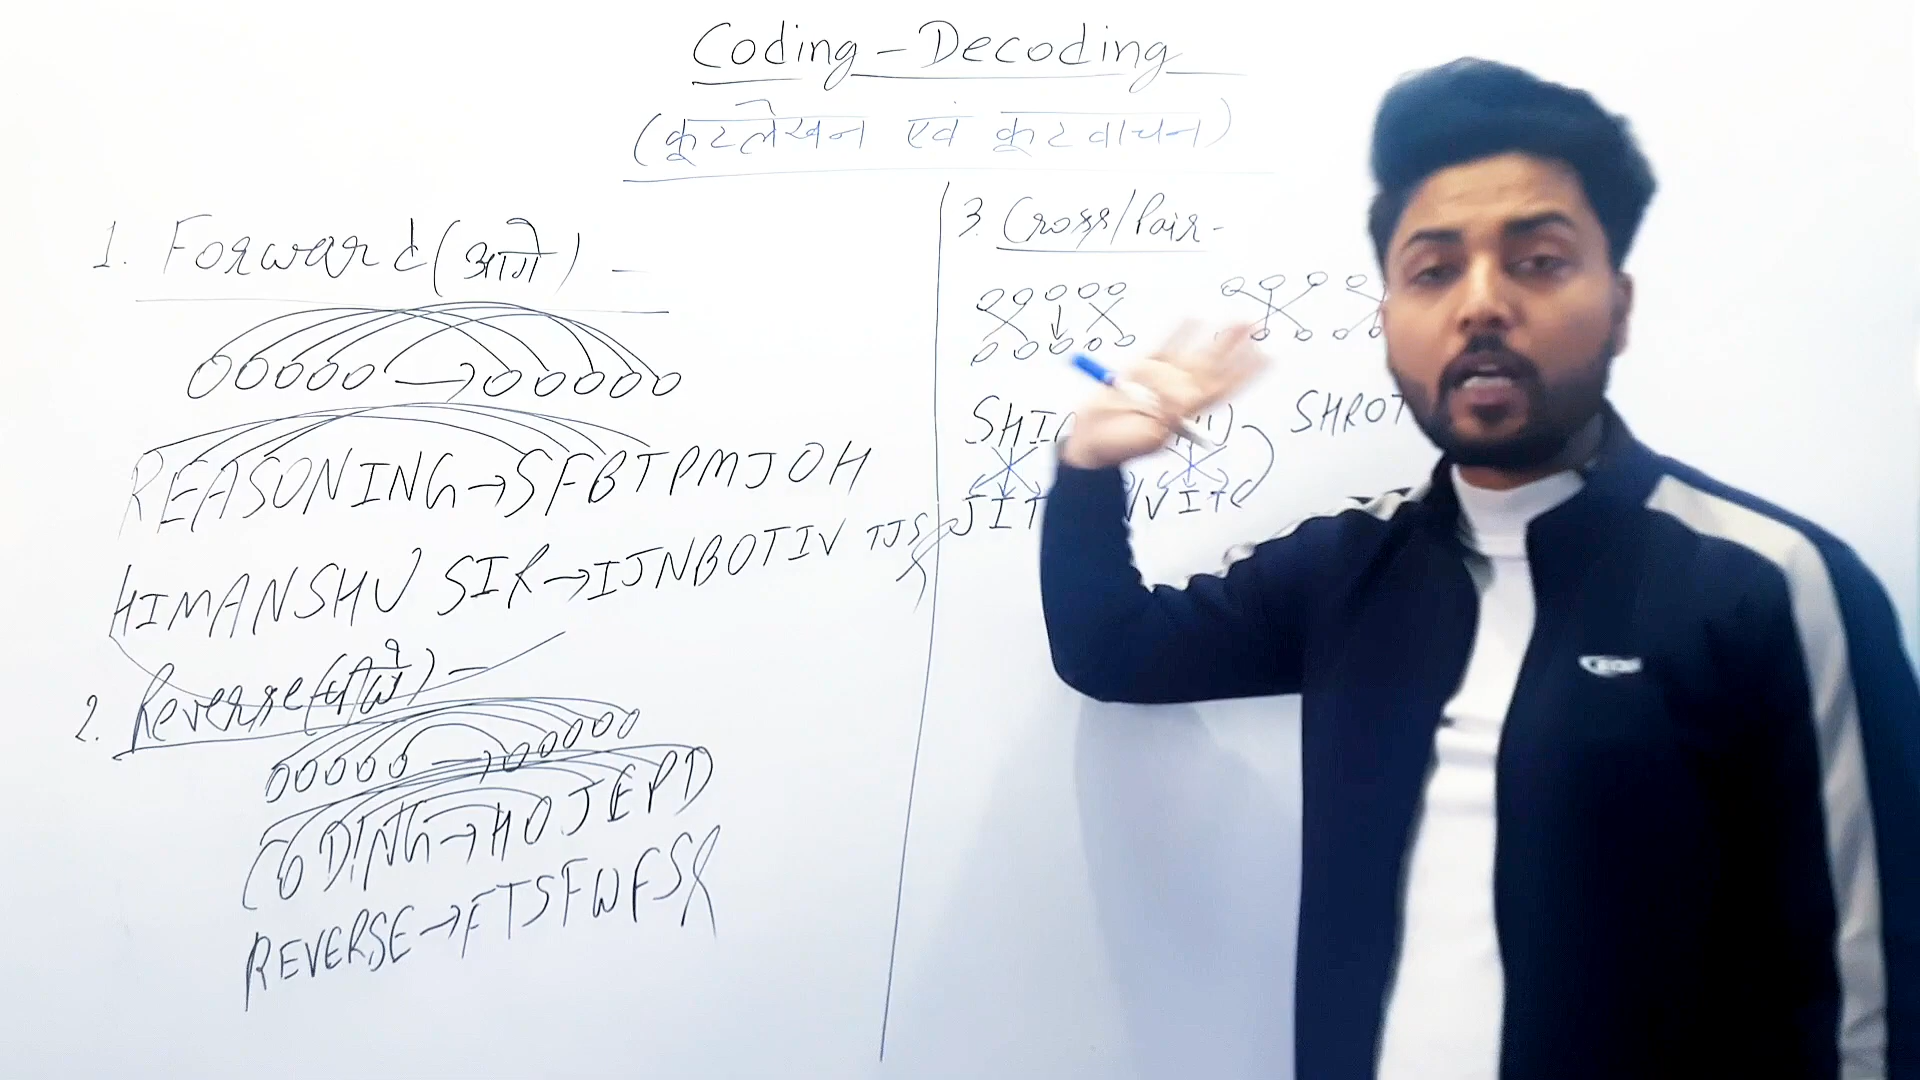 Coding - Decoding
(कूटलेखन एवं कूटवाचन)
1. Forward (आगे) -
REASONING → SFBTPMJOH
HIMANSHU SIR → IJNBOTIV TJS
2. Reverse (पीछे) -
CODING → HOJEPD
REVERSE → FTSFWFS
3. Cross/Pair -
SHROT